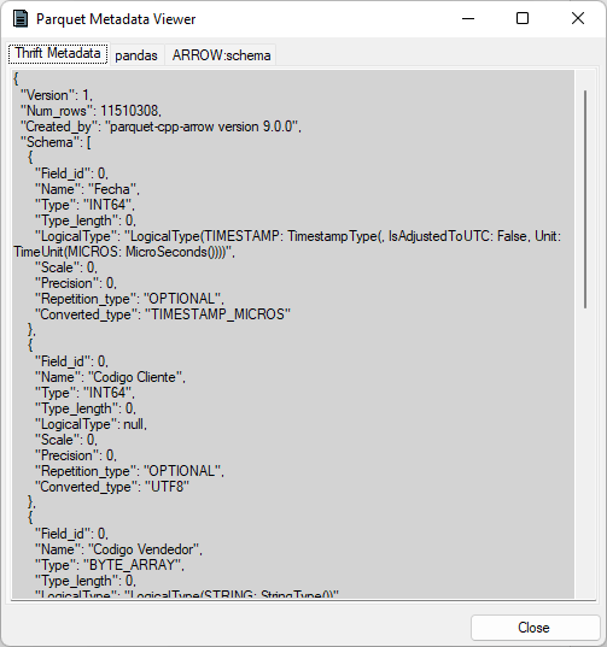 Parquet Metadata Viewer
Thrift Metadata pandas ARROW:schema
{
"Version": 1,
"Num_rows": 11510308,
"Created_by": "parquet-cpp-arrow version 9.0.0",
"Schema": [
{
"Field_id": 0,
"Name": "Fecha",
"Type": "INT64",
"Type_length": 0,
"LogicalType": "LogicalType(TIMESTAMP: TimestampType(, IsAdjustedToUTC: False, Unit:
TimeUnit(MICROS: MicroSeconds())))",
"Scale": 0,
"Precision": 0,
"Repetition_type": "OPTIONAL",
"Converted_type": "TIMESTAMP_MICROS"
},
{
"Field_id": 0,
"Name": "Codigo Cliente",
"Type": "INT64",
"Type_length": 0,
"LogicalType": null,
"Scale": 0,
"Precision": 0,
"Repetition_type": "OPTIONAL",
"Converted_type": "UTF8"
},
{
"Field_id": 0,
"Name": "Codigo Vendedor",
"Type": "BYTE_ARRAY",
"Type_length": 0,
"LogicalType": "LogicalType(STRING: StringType())"
Close